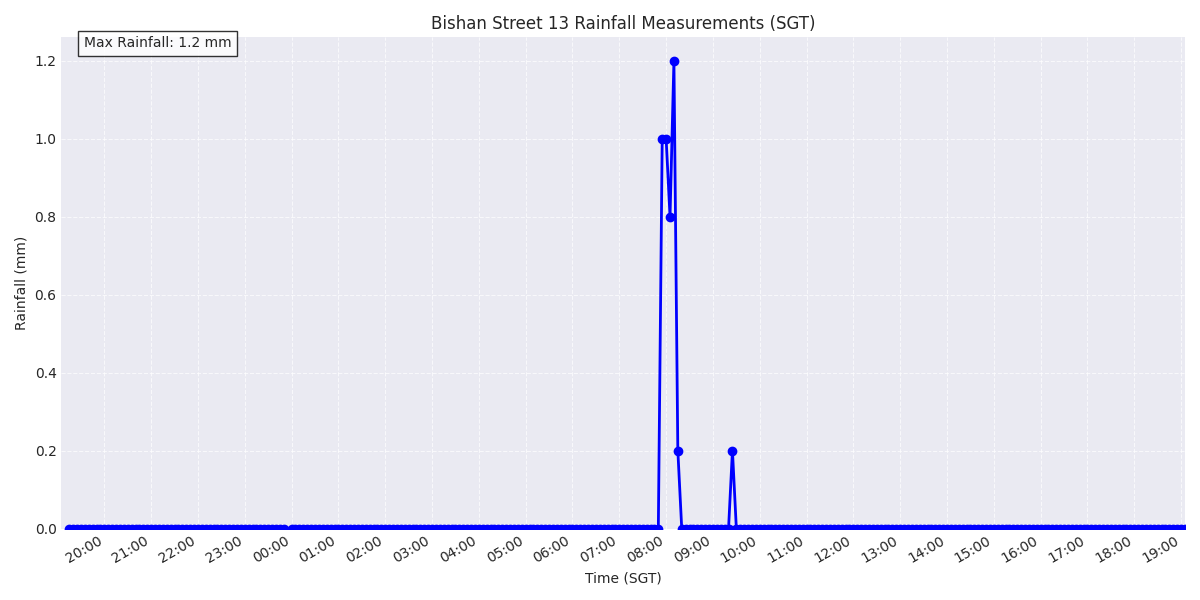 Bishan Street 13 Rainfall Measurements (SGT)
Max Rainfall: 1.2 mm
1.2
1.0
0.8
0.6
0.4
0.2
0.0
Rainfall (mm)
20:00 21:00 22:00 23:00 00:00 01:00 02:00 03:00 04:00 05:00 06:00 07:00 08:00 09:00 10:00 11:00 12:00 13:00 14:00 15:00 16:00 17:00 18:00 19:00
Time (SGT)